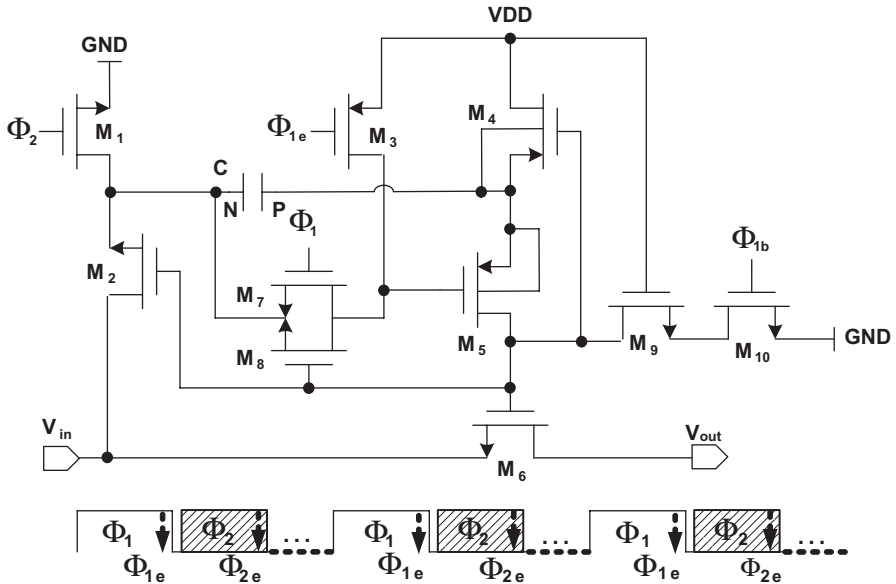 VDD
GND
Φ2
M1
Φ1e
M3
M4
C
N
P
Φ1
Φ1b
M2
M7
M8
M5
M9
M10
GND
Vin
Vout
M6
Φ1 Φ2 ... Φ1 Φ2 ... Φ1 Φ2 ...
Φ1e Φ2e Φ1e Φ2e Φ1e Φ2e